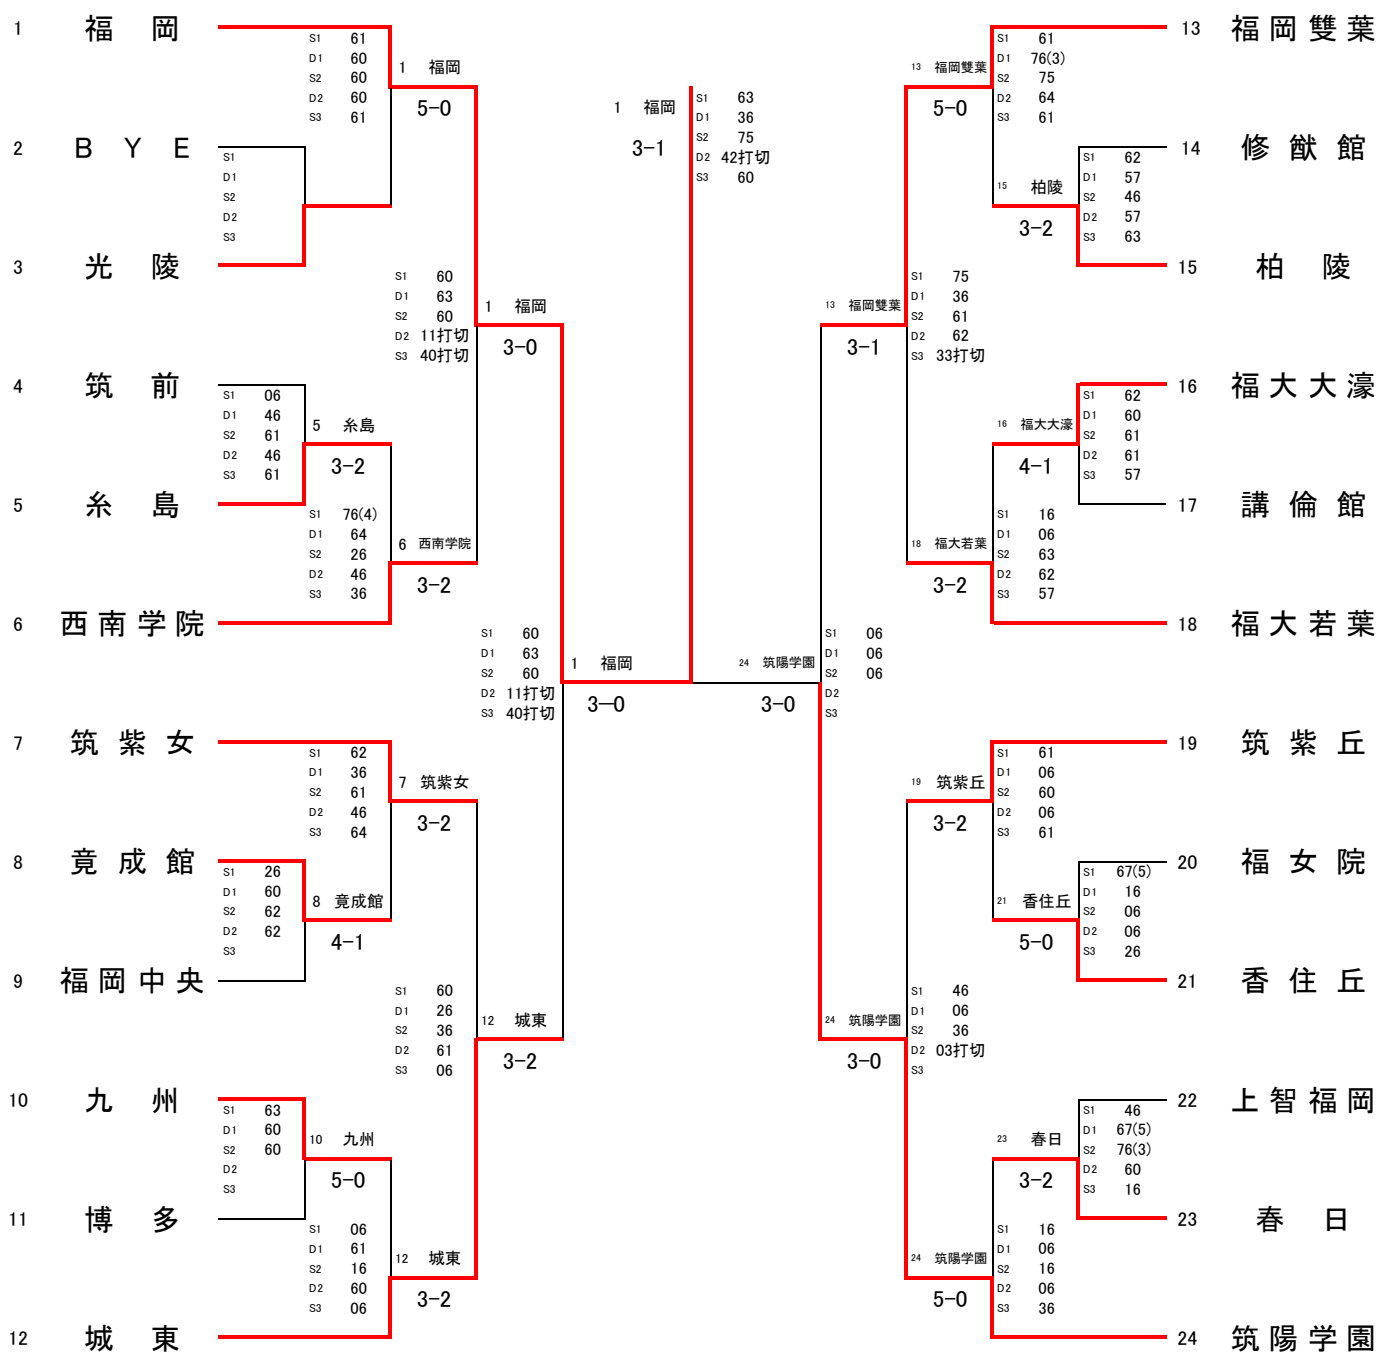 1 福岡
S1 61
D1 60
S2 60
D2 60
S3 61
1 福岡
5-0
2 BYE
S1
D1
S2
D2
S3
3 光陵
S1 60
D1 63
S2 60
D2 11打切
S3 40打切
1 福岡
3-0
4 筑前
S1 06
D1 46
S2 61
D2 46
S3 61
5 糸島
3-2
5 糸島
S1 76(4)
D1 64
S2 26
D2 46
S3 36
6 西南学院
3-2
6 西南学院
S1 60
D1 63
S2 60
D2 11打切
S3 40打切
1 福岡
3-0
7 筑紫女
S1 62
D1 36
S2 61
D2 46
S3 64
7 筑紫女
3-2
8 竟成館
S1 26
D1 60
S2 62
D2 62
S3
8 竟成館
4-1
9 福岡中央
S1 60
D1 26
S2 36
D2 61
S3 06
12 城東
3-2
10 九州
S1 63
D1 60
S2 60
D2
S3
10 九州
5-0
11 博多
S1 06
D1 61
S2 16
D2 60
S3 06
12 城東
3-2
12 城東
1 福岡
3-1
S1 63
D1 36
S2 75
D2 42打切
S3 60
13 福岡雙葉
S1 61
D1 76(3)
S2 75
D2 64
S3 61
13 福岡雙葉
5-0
14 修猷館
S1 62
D1 57
S2 46
D2 57
S3 63
15 柏陵
3-2
15 柏陵
S1 75
D1 36
S2 61
D2 62
S3 33打切
13 福岡雙葉
3-1
16 福大大濠
S1 62
D1 60
S2 61
D2 61
S3 57
16 福大大濠
4-1
17 講倫館
S1 16
D1 06
S2 63
D2 62
S3 57
18 福大若葉
3-2
18 福大若葉
S1 06
D1 06
S2 06
D2
S3
24 筑陽学園
3-0
19 筑紫丘
S1 61
D1 06
S2 60
D2 06
S3 61
19 筑紫丘
3-2
20 福女院
S1 67(5)
D1 16
S2 06
D2 06
S3 26
21 香住丘
5-0
21 香住丘
S1 46
D1 06
S2 36
D2 03打切
S3
24 筑陽学園
3-0
22 上智福岡
S1 46
D1 67(5)
S2 76(3)
D2 60
S3 16
23 春日
3-2
23 春日
S1 16
D1 06
S2 16
D2 06
S3 36
24 筑陽学園
5-0
24 筑陽学園